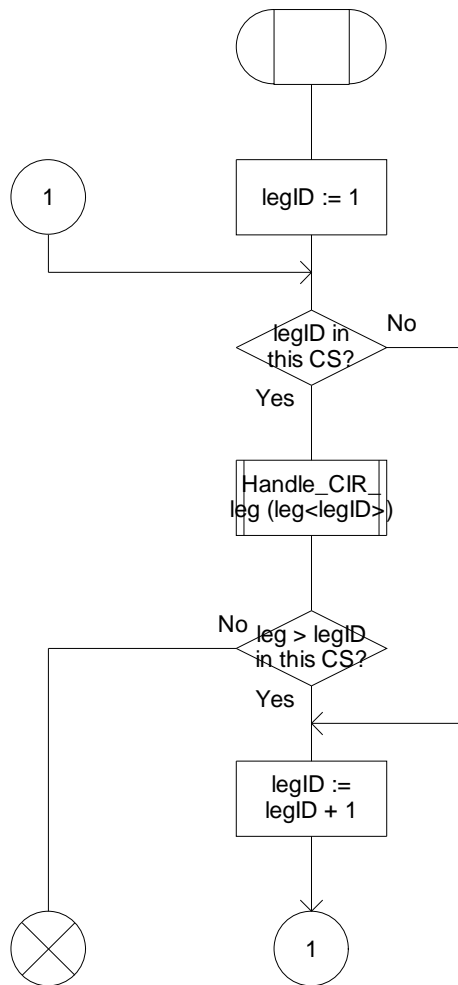 1
legID := 1
legID in
this CS?
No
Yes
Handle_CIR_
leg (leg<legID>)
No
leg > legID
in this CS?
Yes
legID :=
legID + 1
1